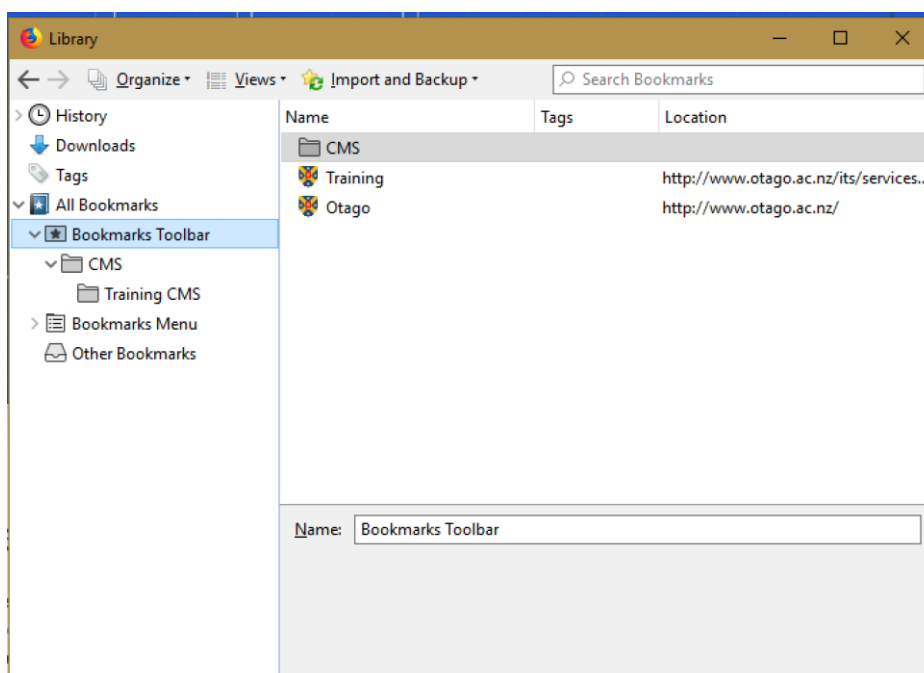 Library
Organize Views Import and Backup Search Bookmarks
History
Downloads
Tags
All Bookmarks
Bookmarks Toolbar
CMS
Training CMS
Bookmarks Menu
Other Bookmarks
Name Tags Location
CMS
Training http://www.otago.ac.nz/its/services..
Otago http://www.otago.ac.nz/
Name: Bookmarks Toolbar